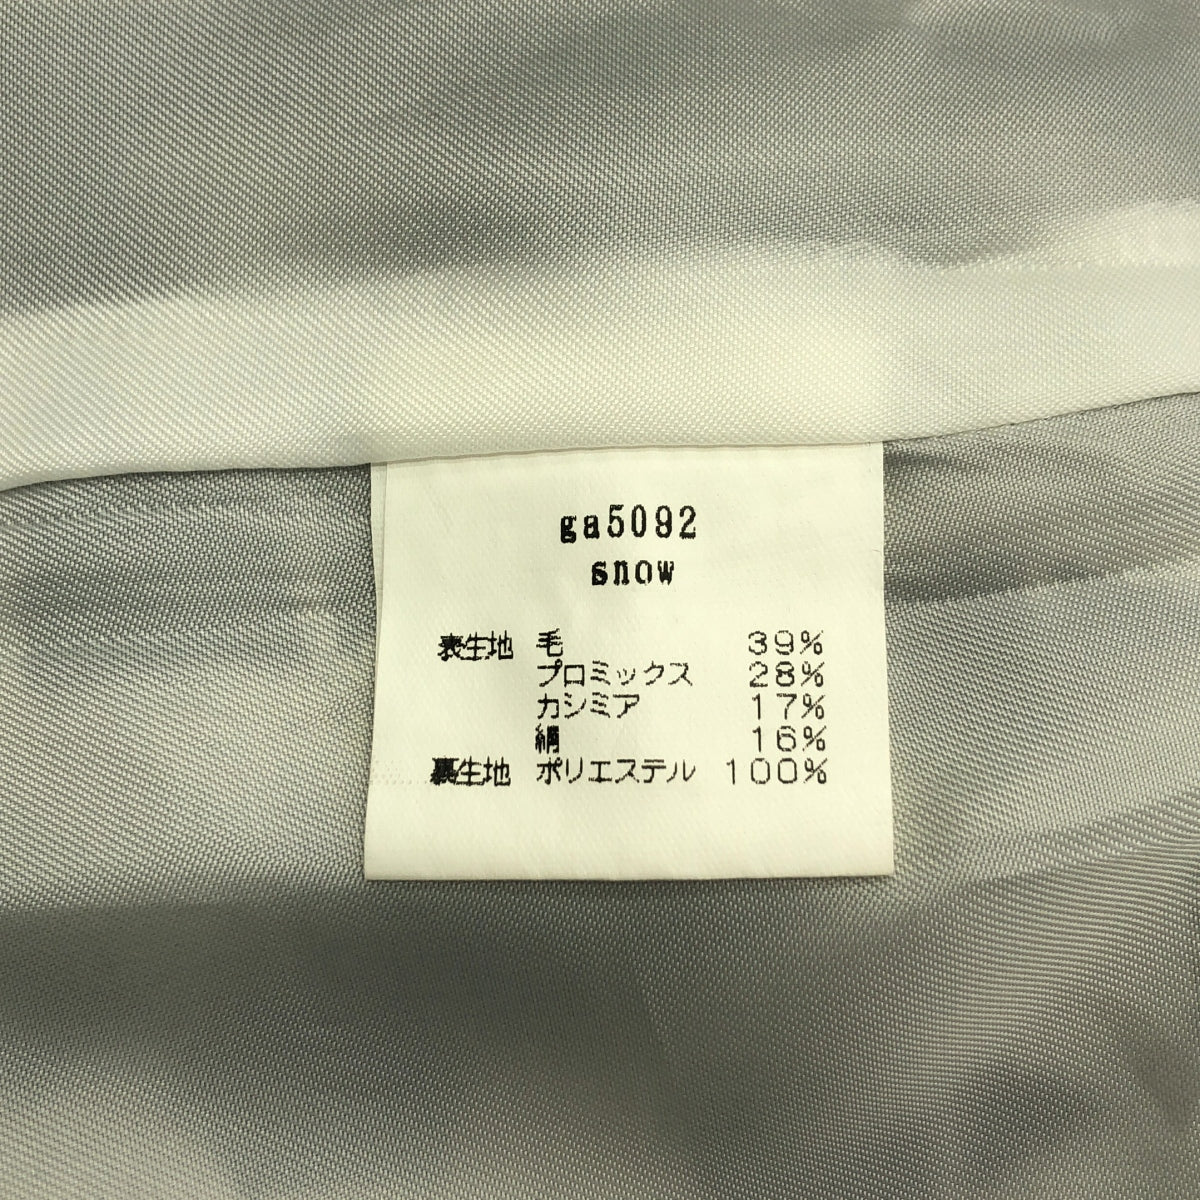 ga5092
snow
表生地 毛 39%
プロミックス 28%
カシミア 17%
絹 16%
裏生地 ポリエステル 100%